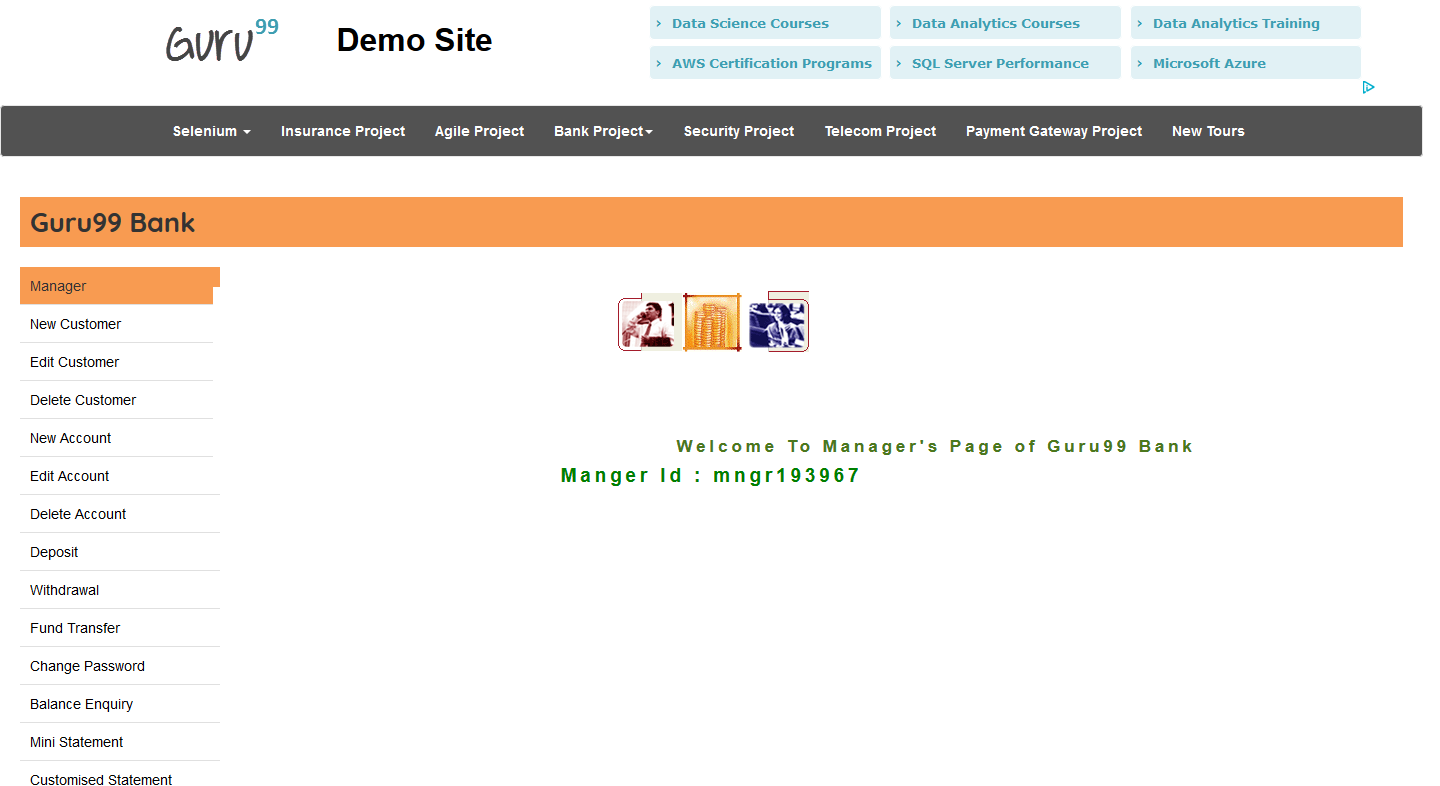 Guru99
Demo Site
Data Science Courses
Data Analytics Courses
Data Analytics Training
AWS Certification Programs
SQL Server Performance
Microsoft Azure
Selenium Insurance Project Agile Project Bank Project Security Project Telecom Project Payment Gateway Project New Tours
Guru99 Bank
Manager
New Customer
Edit Customer
Delete Customer
New Account
Edit Account
Delete Account
Deposit
Withdrawal
Fund Transfer
Change Password
Balance Enquiry
Mini Statement
Customised Statement
Welcome To Manager's Page of Guru99 Bank
Manger Id : mngr193967